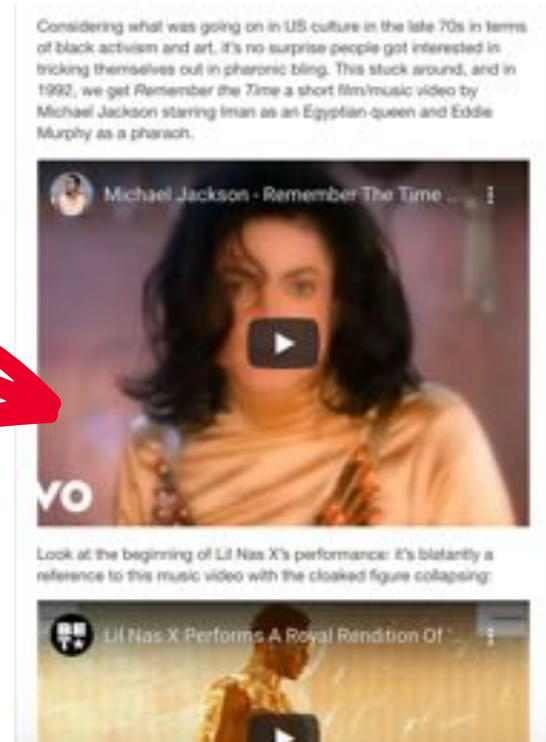 Considering what was going on in US culture in the late 70s in terms
of black activism and art, it's no surprise people got interested in
tricking themselves out in pharonic bling. This stuck around, and in
1992, we get Remember the Time a short film/music video by
Michael Jackson starring Iman as an Egyptian queen and Eddie
Murphy as a pharaoh.
Michael Jackson - Remember The Time ...
VO
Look at the beginning of Lil Nas X's performance: it's blatantly a
reference to this music video with the cloaked figure collapsing:
BET★
Lil Nas X Performs A Royal Rendition Of '...